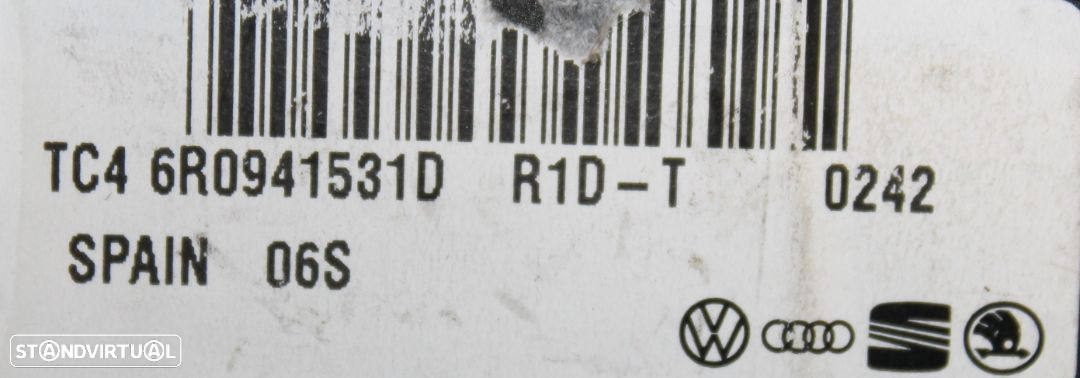 TC4 6R0941531D R1D-T 0242
SPAIN 06S
STANDVIRTUAL